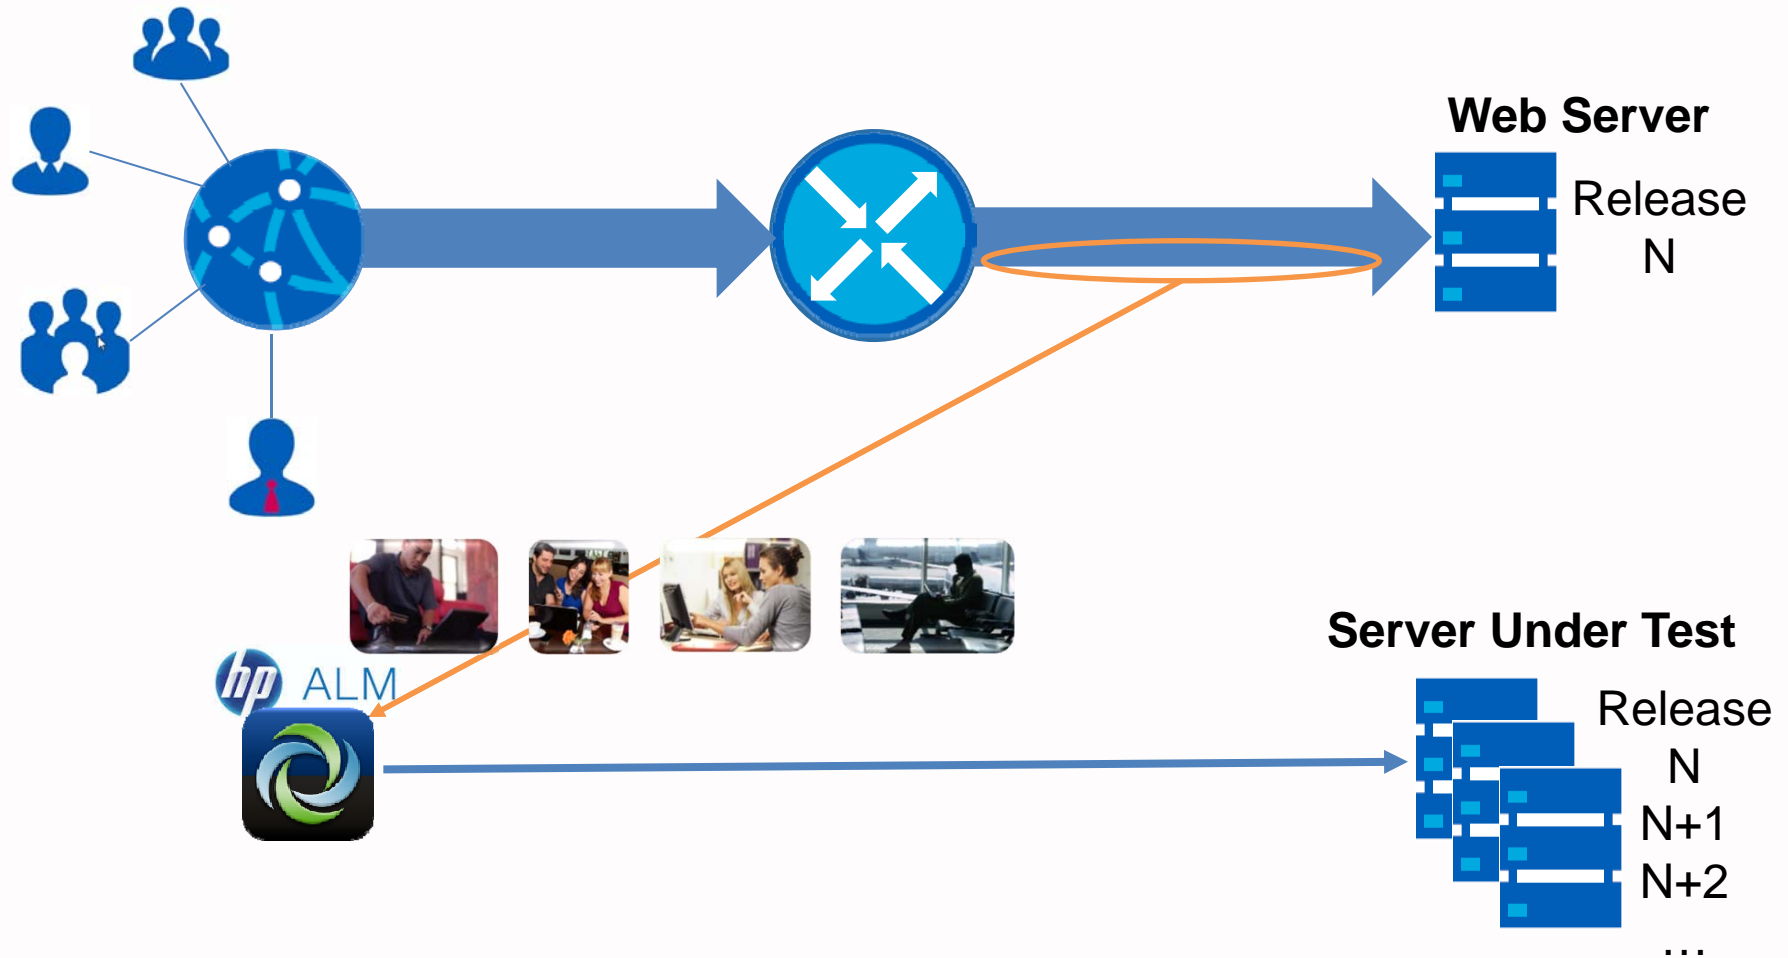 Web Server
Release
N
hp ALM
Server Under Test
Release
N
N+1
N+2
...